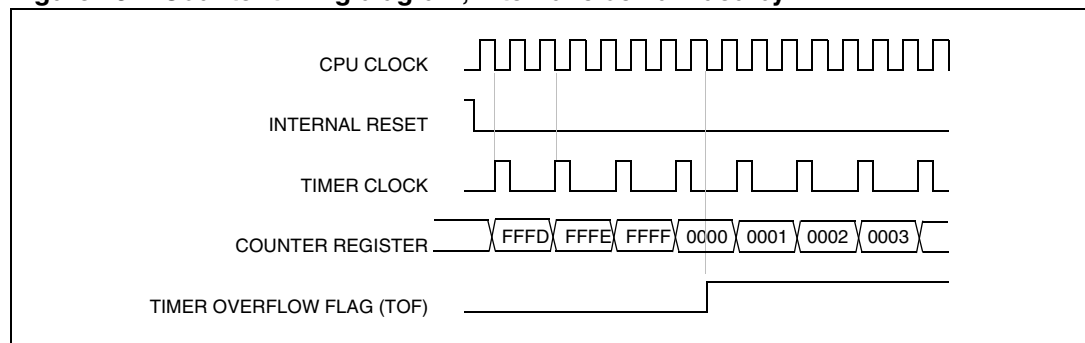 CPU CLOCK
INTERNAL RESET
TIMER CLOCK
COUNTER REGISTER FFFD FFFE FFFF 0000 0001 0002 0003
TIMER OVERFLOW FLAG (TOF)